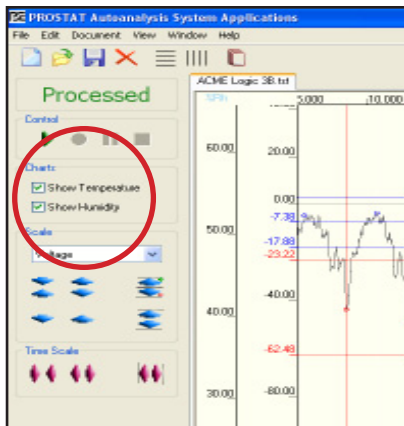 PROSTAT Autoanalysis System Applications
File Edit Document View Window Help
ACME Logic 3B.txt
Processed
%Rh
5.000 10.000
Control
60.00
20.00
Charts
Show Temperature
Show Humidity
0.00
-7.38
Scale
50.00
-17.88
-23.22
Voltage
-40.00
40.00
Time Scale
-62.48
30.00
-80.00